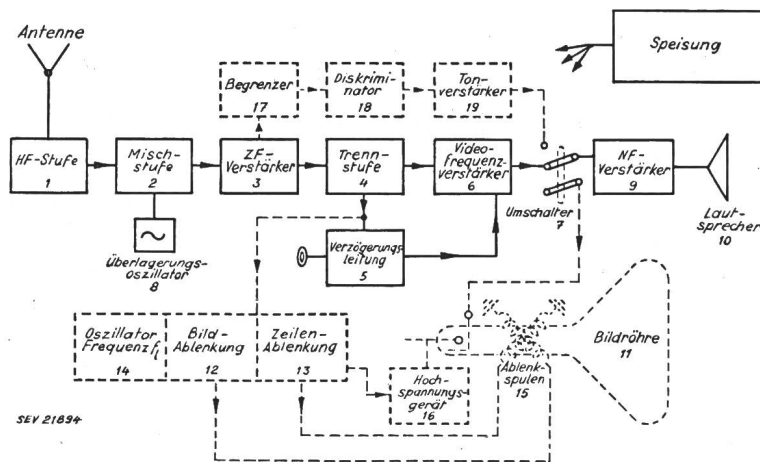 Antenne
Speisung
Begrenzer
17
Diskrimi-
nator
18
Ton-
verstärker
19
HF-Stufe
1
Misch-
stufe
2
ZF-
Verstärker
3
Trenn-
stufe
4
Video-
frequenz-
verstärker
6
Umschalter
7
NF-
Verstärker
9
Laut-
sprecher
10
Überlagerungs-
oszillator
8
Verzögerungs-
leitung
5
Oszillator
Frequenz f₁
14
Bild-
Ablenkung
12
Zeilen-
Ablenkung
13
Hoch-
spannungs-
gerät
16
Ablenk-
spulen
15
Bildröhre
11
SEV 21894